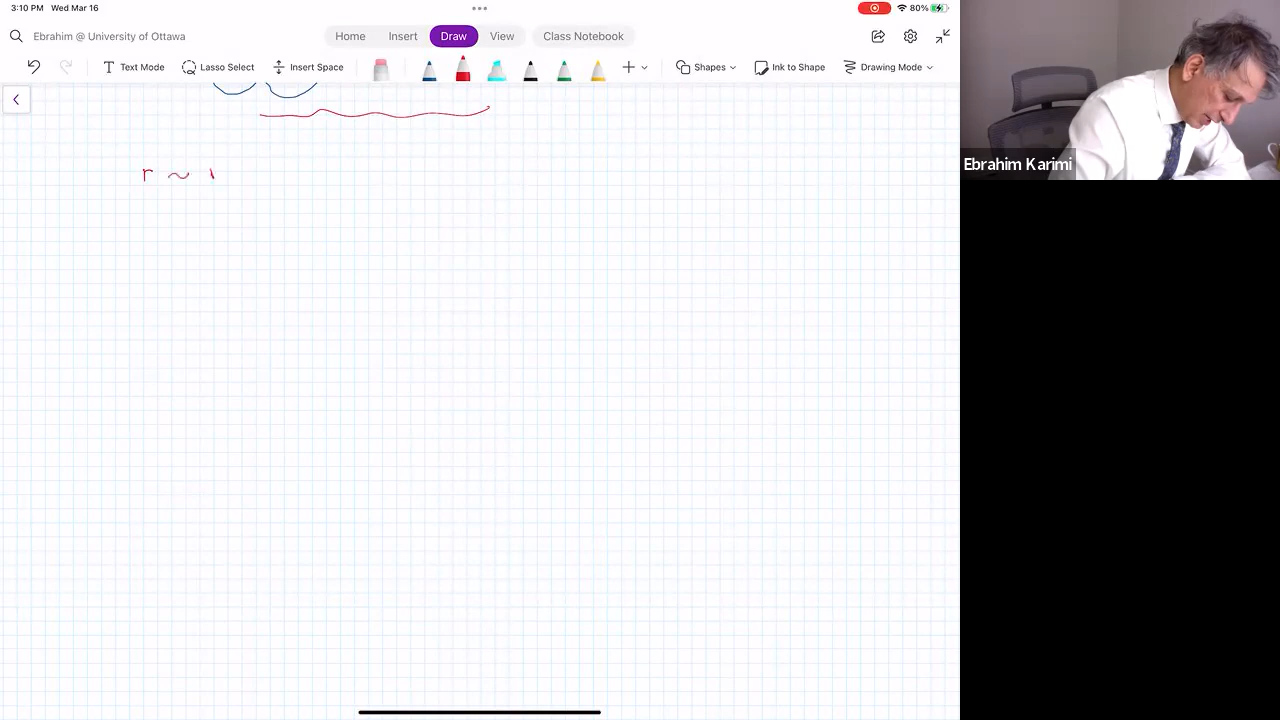 3:10 PM Wed Mar 16
80%
Ebrahim @ University of Ottawa
Home Insert Draw View Class Notebook
Text Mode Lasso Select Insert Space Shapes Ink to Shape Drawing Mode
Ebrahim Karimi
r ~